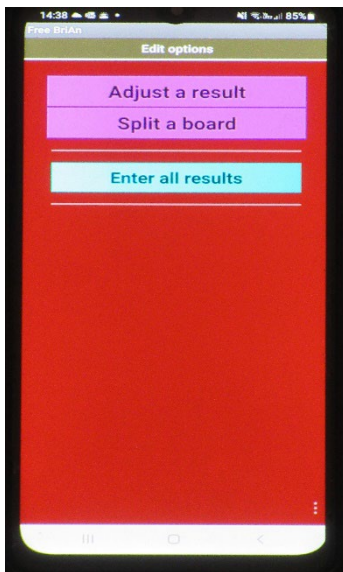 14:38 85%
Free BriAn
Edit options
Adjust a result
Split a board
Enter all results